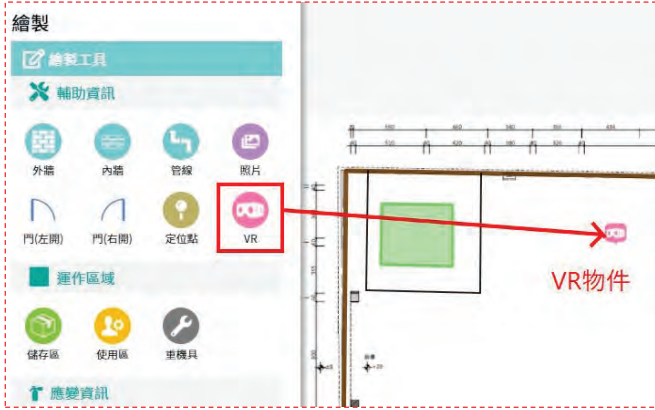 繪製
繪製工具
輔助資訊
外牆 內牆 管線 照片
門(左開) 門(右開) 定位點 VR
運作區域
儲存區 使用區 重機具
應變資訊
VR物件